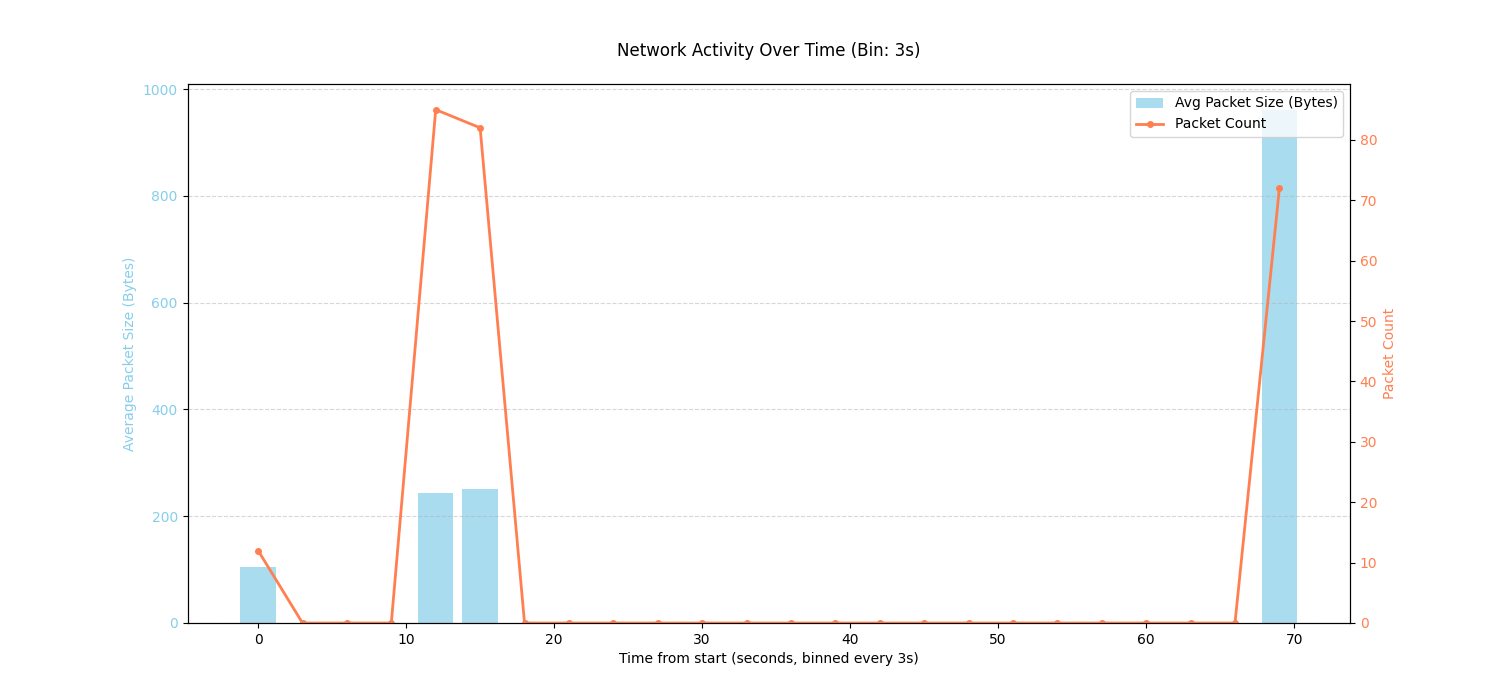 Network Activity Over Time (Bin: 3s)
Avg Packet Size (Bytes)
Packet Count
Average Packet Size (Bytes)
1000
800
600
400
200
0
80
70
60
50
40
30
20
10
0
Packet Count
0 10 20 30 40 50 60 70
Time from start (seconds, binned every 3s)